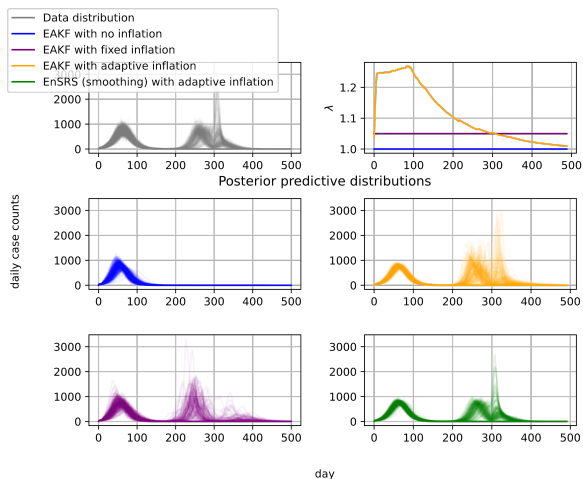 Data distribution
EAKF with no inflation
EAKF with fixed inflation
EAKF with adaptive inflation
EnSRS (smoothing) with adaptive inflation
3000
2000
1000
0
0 100 200 300 400 500
λ
1.2
1.1
1.0
0 100 200 300 400 500
Posterior predictive distributions
daily case counts
3000
2000
1000
0
0 100 200 300 400 500
3000
2000
1000
0
0 100 200 300 400 500
3000
2000
1000
0
0 100 200 300 400 500
3000
2000
1000
0
0 100 200 300 400 500
day